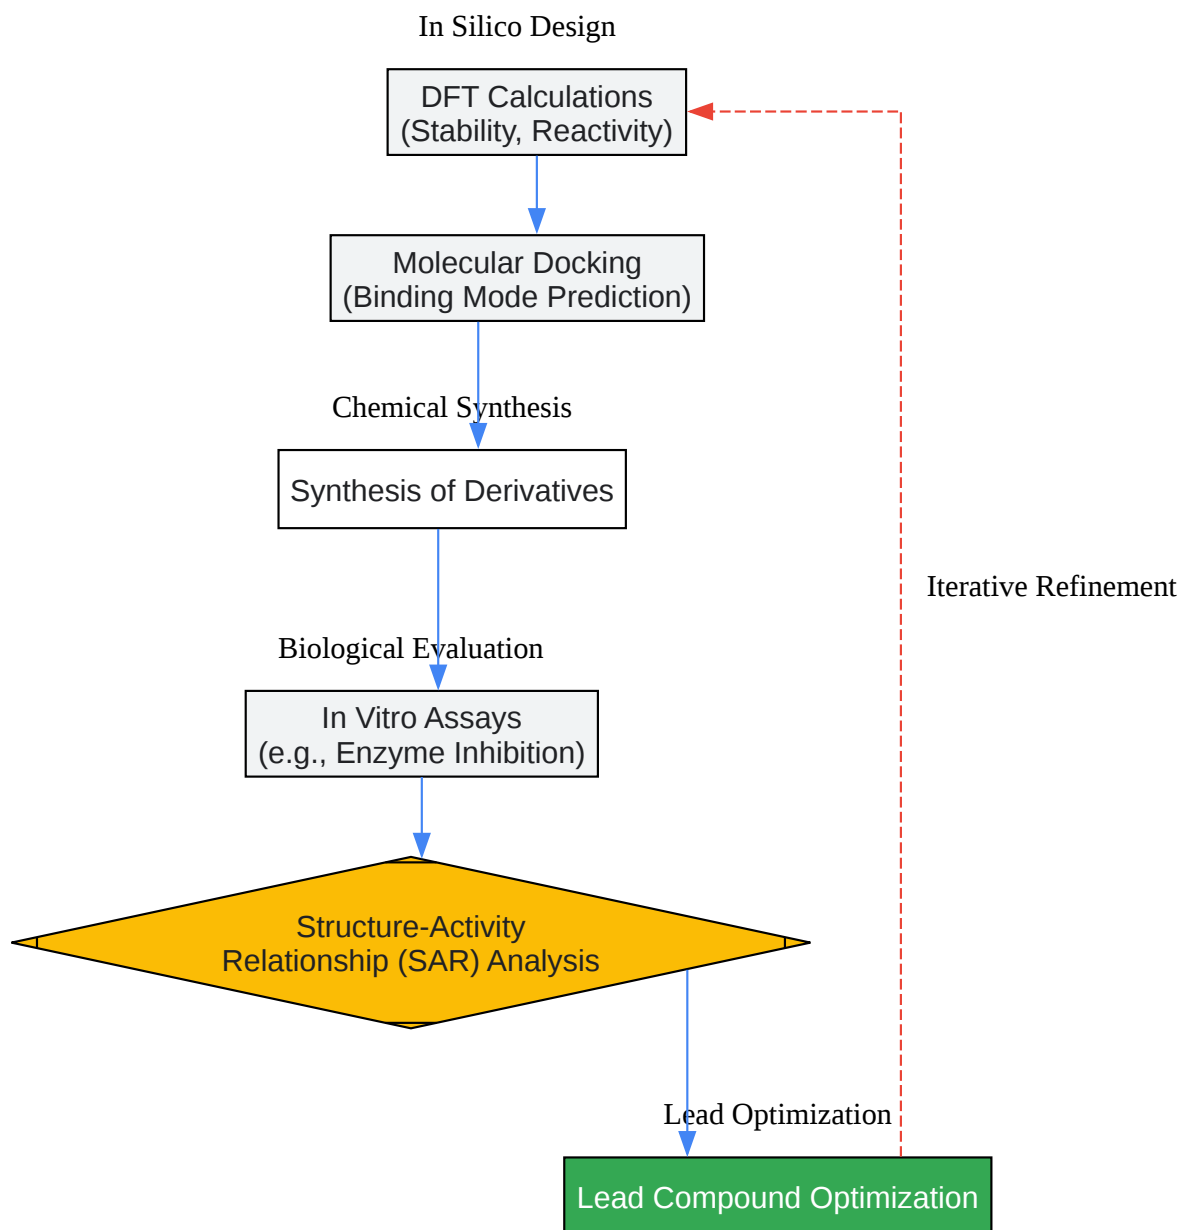 In Silico Design
DFT Calculations
(Stability, Reactivity)
Molecular Docking
(Binding Mode Prediction)
Chemical Synthesis
Synthesis of Derivatives
Iterative Refinement
Biological Evaluation
In Vitro Assays
(e.g., Enzyme Inhibition)
Structure-Activity
Relationship (SAR) Analysis
Lead Optimization
Lead Compound Optimization